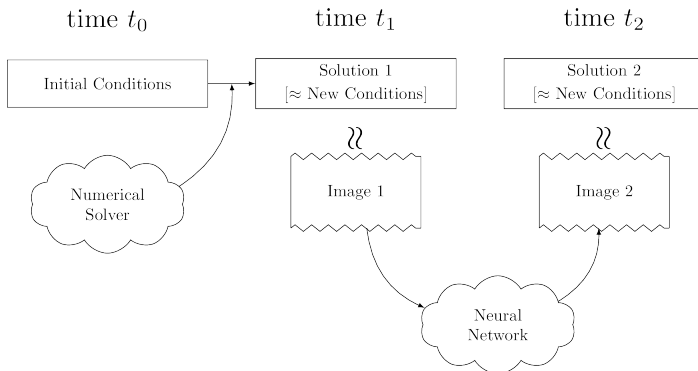 time t₀
time t₁
time t₂
Initial Conditions
Solution 1
[≈ New Conditions]
Solution 2
[≈ New Conditions]
≈
≈
Numerical
Solver
Image 1
Image 2
Neural
Network